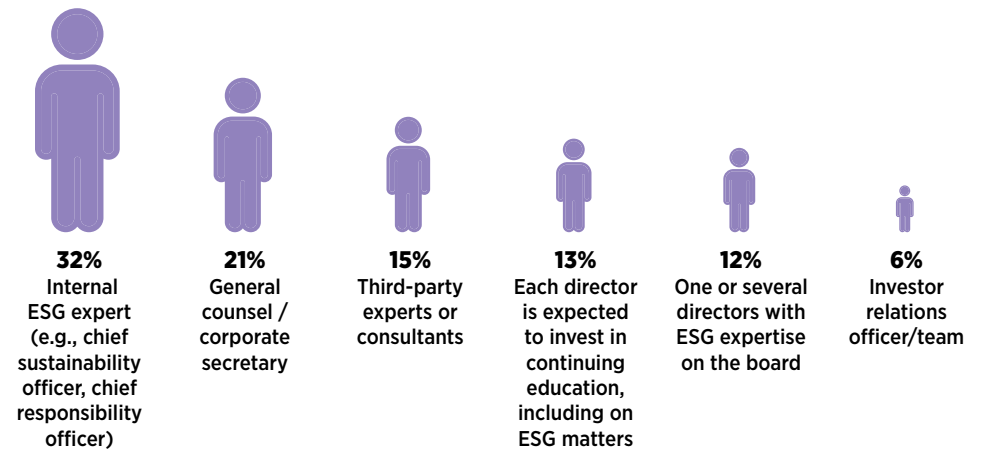 32%
Internal
ESG expert
(e.g., chief
sustainability
officer, chief
responsibility
officer)
21%
General
counsel /
corporate
secretary
15%
Third-party
experts or
consultants
13%
Each director
is expected
to invest in
continuing
education,
including on
ESG matters
12%
One or several
directors with
ESG expertise
on the board
6%
Investor
relations
officer/team